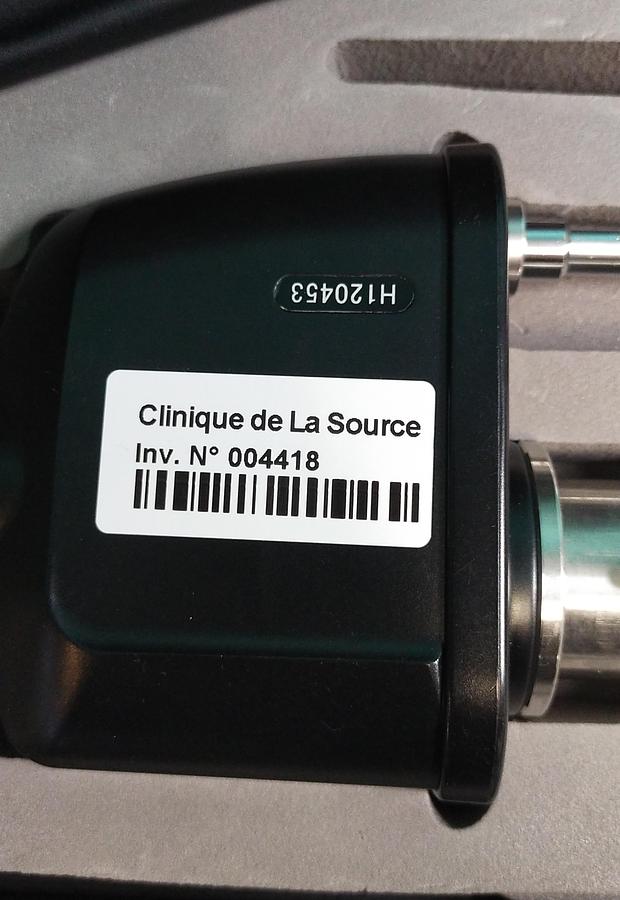 H120453
Clinique de La Source
Inv. N° 004418